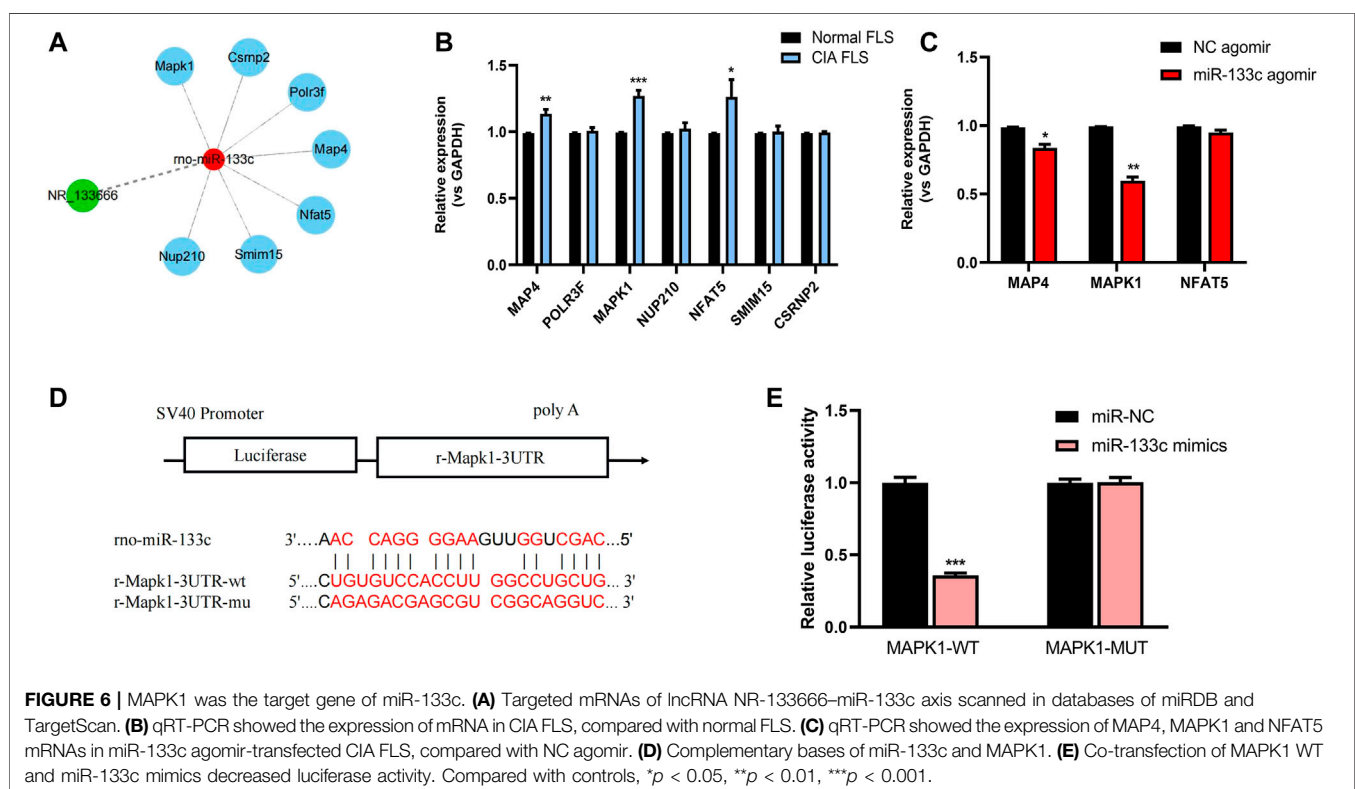 A
Mapk1
Csrnp2
Polr3f
Map4
Nfat5
Smim15
Nup210
NR_133666
rno-miR-133c
B
Normal FLS
CIA FLS
Relative expression
(vs GAPDH)
1.5
1.0
0.5
0.0
**
***
*
MAP4
POLR3F
MAPK1
NUP210
NFAT5
SMIM15
CSRNP2
C
NC agomir
miR-133c agomir
Relative expression
(vs GAPDH)
1.5
1.0
0.5
0.0
*
**
MAP4
MAPK1
NFAT5
D
SV40 Promoter
poly A
Luciferase
r-Mapk1-3UTR
rno-miR-133c 3'....AAC CAGG GGAAGUUGGUCGAC...5'
r-Mapk1-3UTR-wt 5'....CUGUGUCCACCUU GGCCUGCUG... 3'
r-Mapk1-3UTR-mu 5'....CAGAGACGAGCGU CGGCAGGUC... 3'
E
miR-NC
miR-133c mimics
Relative luciferase activity
1.5
1.0
0.5
0.0
***
MAPK1-WT
MAPK1-MUT
FIGURE 6 | MAPK1 was the target gene of miR-133c. (A) Targeted mRNAs of lncRNA NR-133666–miR-133c axis scanned in databases of miRDB and
TargetScan. (B) qRT-PCR showed the expression of mRNA in CIA FLS, compared with normal FLS. (C) qRT-PCR showed the expression of MAP4, MAPK1 and NFAT5
mRNAs in miR-133c agomir-transfected CIA FLS, compared with NC agomir. (D) Complementary bases of miR-133c and MAPK1. (E) Co-transfection of MAPK1 WT
and miR-133c mimics decreased luciferase activity. Compared with controls, *p < 0.05, **p < 0.01, ***p < 0.001.